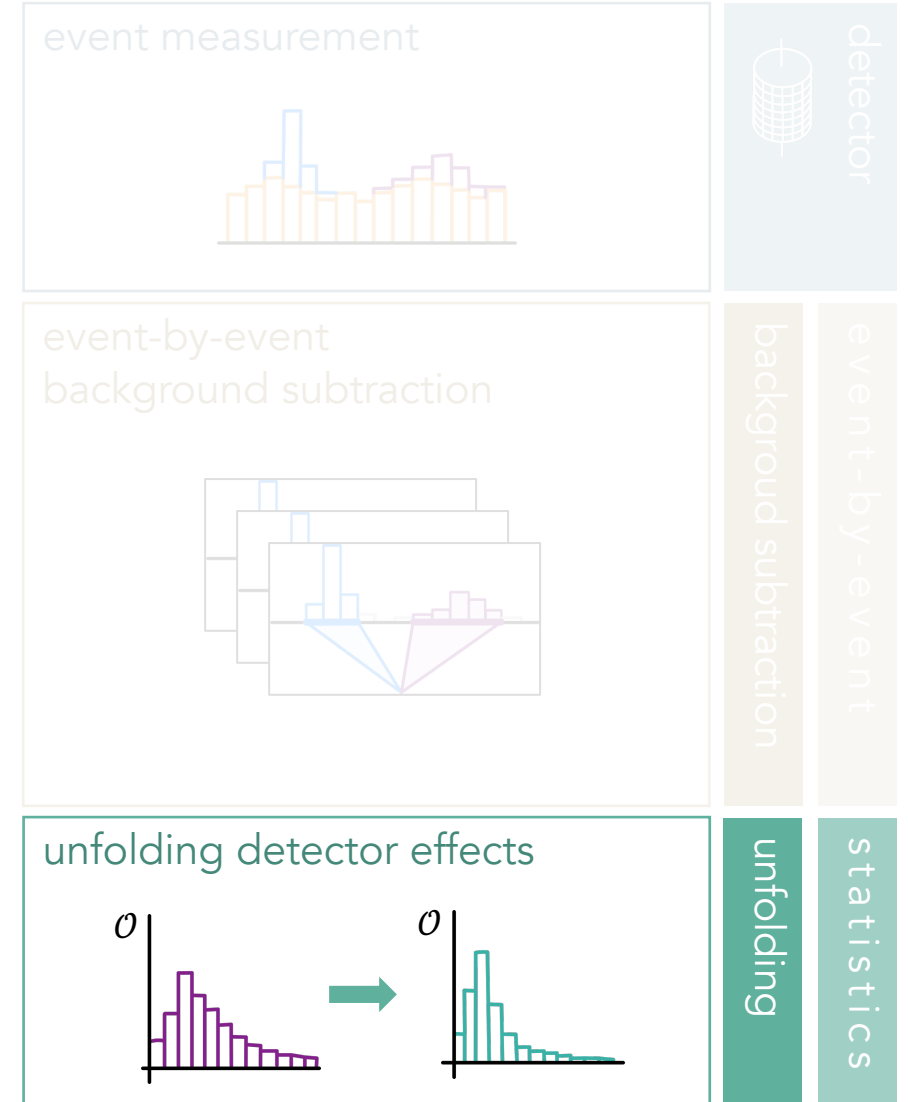 event measurement
detector
event-by-event
background subtraction
backgroud subtraction
event-by-event
unfolding detector effects
O
O
unfolding
statistics